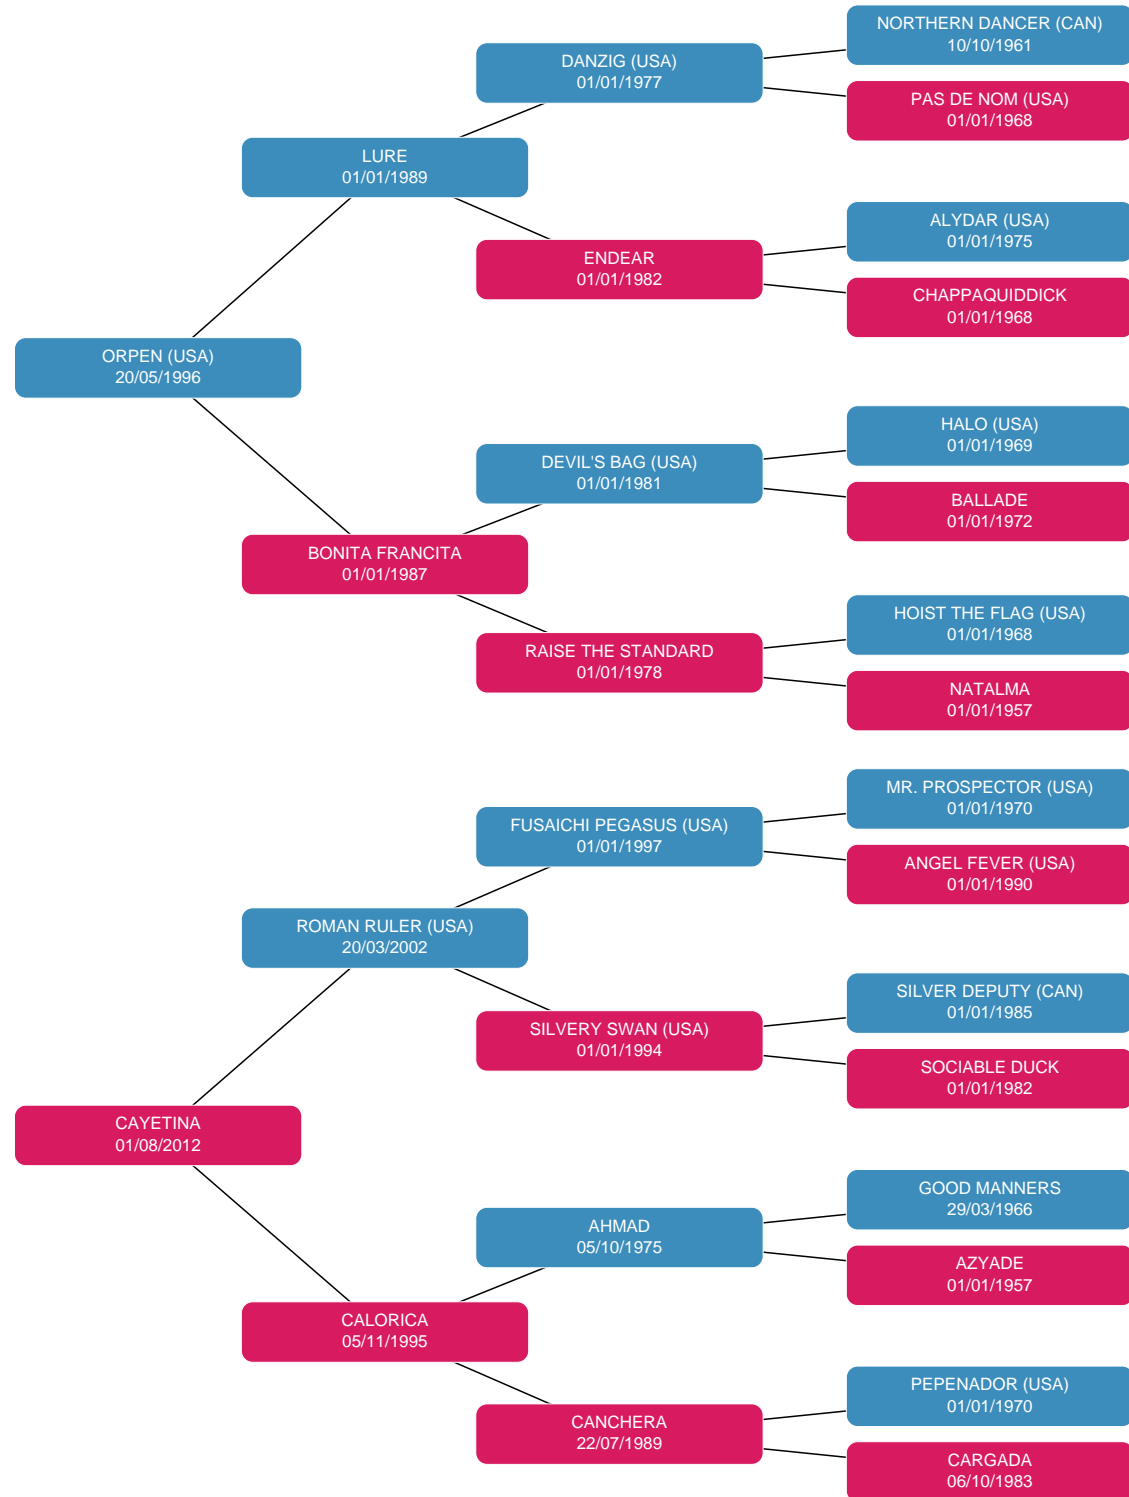 NORTHERN DANCER (CAN)
10/10/1961
DANZIG (USA)
01/01/1977
PAS DE NOM (USA)
01/01/1968
LURE
01/01/1989
ALYDAR (USA)
01/01/1975
ENDEAR
01/01/1982
CHAPPAQUIDDICK
01/01/1968
ORPEN (USA)
20/05/1996
HALO (USA)
01/01/1969
DEVIL'S BAG (USA)
01/01/1981
BALLADE
01/01/1972
BONITA FRANCITA
01/01/1987
HOIST THE FLAG (USA)
01/01/1968
RAISE THE STANDARD
01/01/1978
NATALMA
01/01/1957
MR. PROSPECTOR (USA)
01/01/1970
FUSAICHI PEGASUS (USA)
01/01/1997
ANGEL FEVER (USA)
01/01/1990
ROMAN RULER (USA)
20/03/2002
SILVER DEPUTY (CAN)
01/01/1985
SILVERY SWAN (USA)
01/01/1994
SOCIABLE DUCK
01/01/1982
CAYETINA
01/08/2012
GOOD MANNERS
29/03/1966
AHMAD
05/10/1975
AZYADE
01/01/1957
CALORICA
05/11/1995
PEPENADOR (USA)
01/01/1970
CANCHERA
22/07/1989
CARGADA
06/10/1983